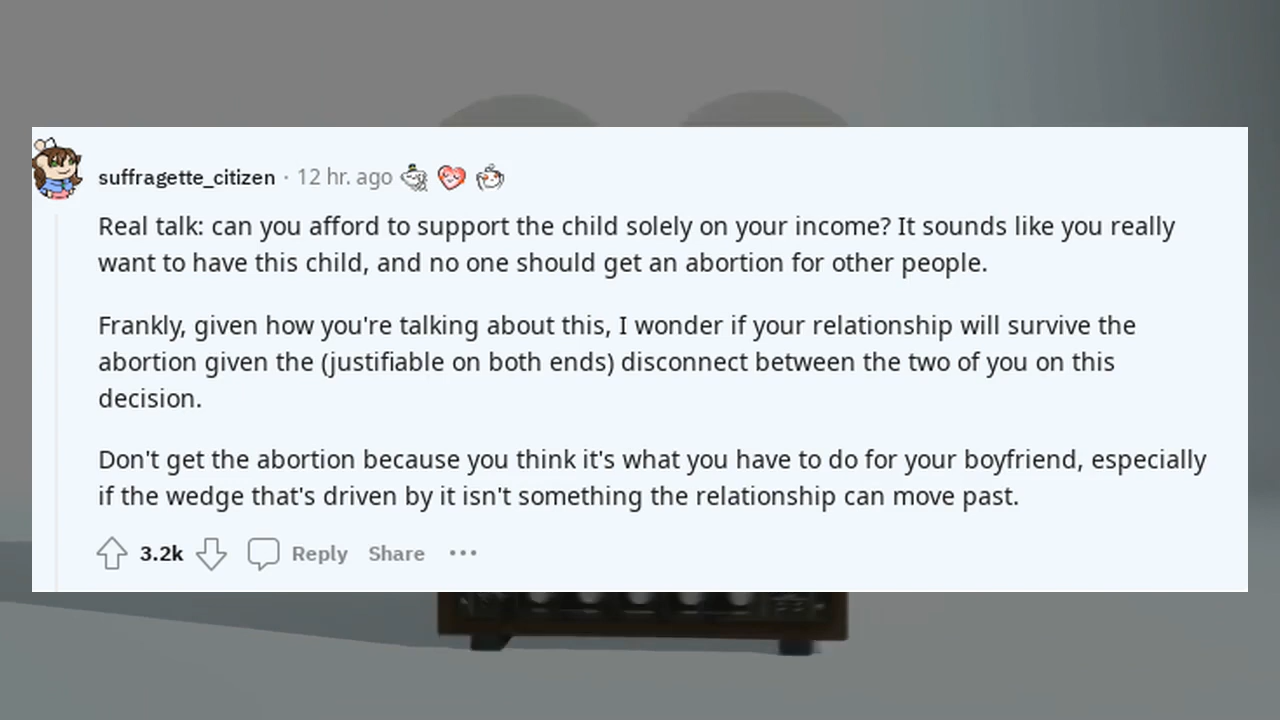 suffragette_citizen · 12 hr. ago
Real talk: can you afford to support the child solely on your income? It sounds like you really
want to have this child, and no one should get an abortion for other people.
Frankly, given how you're talking about this, I wonder if your relationship will survive the
abortion given the (justifiable on both ends) disconnect between the two of you on this
decision.
Don't get the abortion because you think it's what you have to do for your boyfriend, especially
if the wedge that's driven by it isn't something the relationship can move past.
3.2k Reply Share ···